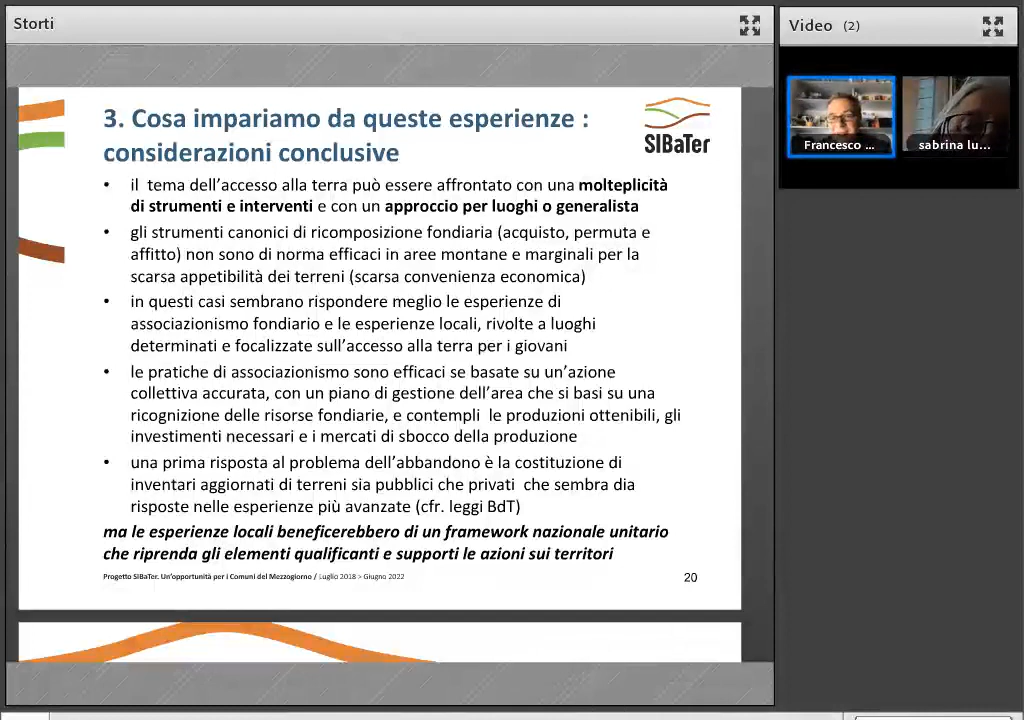 Storti
Video (2)
Francesco ...
sabrina lu...
3. Cosa impariamo da queste esperienze :
considerazioni conclusive
SIBaTer
• il tema dell’accesso alla terra può essere affrontato con una molteplicità
di strumenti e interventi e con un approccio per luoghi o generalista
• gli strumenti canonici di ricomposizione fondiaria (acquisto, permuta e
affitto) non sono di norma efficaci in aree montane e marginali per la
scarsa appetibilità dei terreni (scarsa convenienza economica)
• in questi casi sembrano rispondere meglio le esperienze di
associazionismo fondiario e le esperienze locali, rivolte a luoghi
determinati e focalizzate sull’accesso alla terra per i giovani
• le pratiche di associazionismo sono efficaci se basate su un’azione
collettiva accurata, con un piano di gestione dell’area che si basi su una
ricognizione delle risorse fondiarie, e contempli le produzioni ottenibili, gli
investimenti necessari e i mercati di sbocco della produzione
• una prima risposta al problema dell’abbandono è la costituzione di
inventari aggiornati di terreni sia pubblici che privati che sembra dia
risposte nelle esperienze più avanzate (cfr. leggi BdT)
ma le esperienze locali beneficerebbero di un framework nazionale unitario
che riprenda gli elementi qualificanti e supporti le azioni sui territori
Progetto SIBaTer. Un’opportunità per i Comuni del Mezzogiorno / Luglio 2018 > Giugno 2022
20